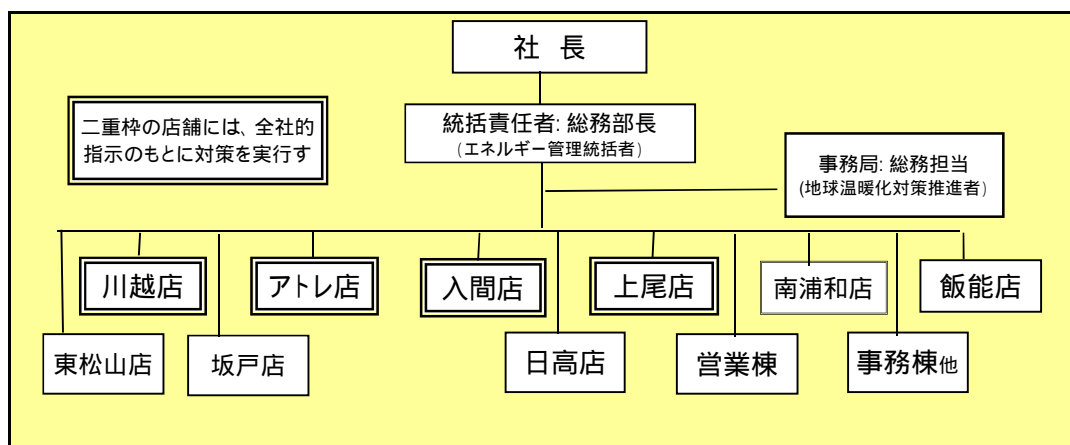 社 長
統括責任者: 総務部長
(エネルギー管理統括者)
二重枠の店舗には、全社的
指示のもとに対策を実行す
事務局: 総務担当
(地球温暖化対策推進者)
川越店
アトレ店
入間店
上尾店
南浦和店
飯能店
東松山店
坂戸店
日高店
営業棟
事務棟他